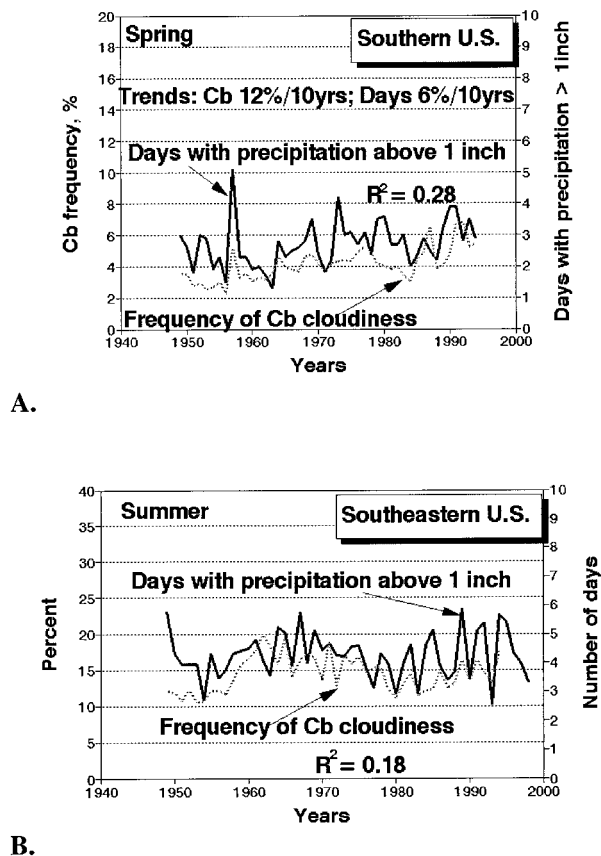 Spring
Southern U.S.
Trends: Cb 12%/10yrs; Days 6%/10yrs
Days with precipitation above 1 inch
R² = 0.28
Frequency of Cb cloudiness
Cb frequency, %
20
18
16
14
12
10
8
6
4
2
0
Days with precipitation > 1inch
10
9
8
7
6
5
4
3
2
1
0
1940 1950 1960 1970 1980 1990 2000
Years
A.
Summer
Southeastern U.S.
Days with precipitation above 1 inch
Frequency of Cb cloudiness
R² = 0.18
Percent
40
35
30
25
20
15
10
5
0
Number of days
10
9
8
7
6
5
4
3
2
1
0
1940 1950 1960 1970 1980 1990 2000
Years
B.